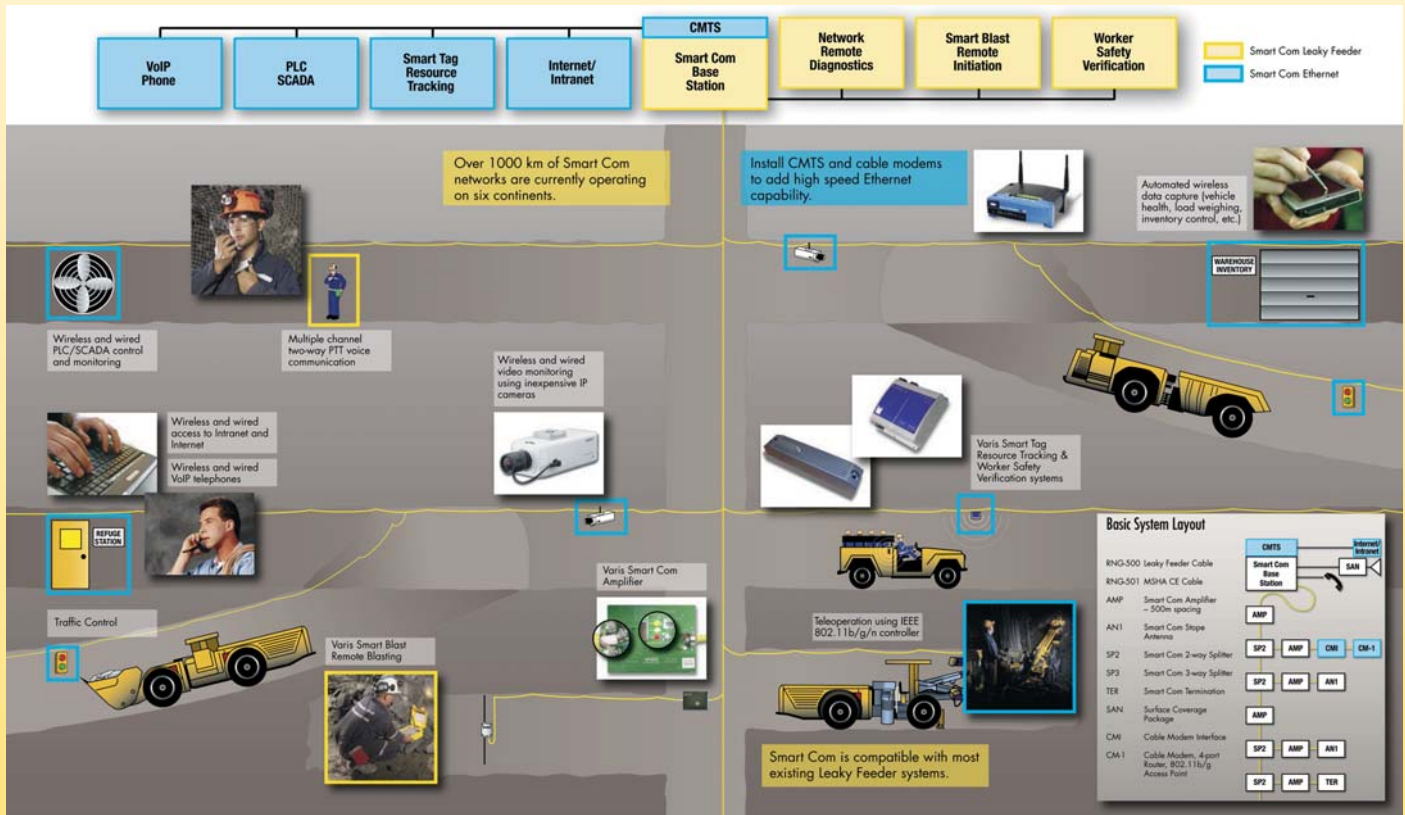 CMTS
VoIP
Phone
PLC
SCADA
Smart Tag
Resource
Tracking
Internet/
Intranet
Smart Com
Base
Station
Network
Remote
Diagnostics
Smart Blast
Remote
Initiation
Worker
Safety
Verification
Smart Com Leaky Feeder
Smart Com Ethernet
Over 1000 km of Smart Com
networks are currently operating
on six continents.
Install CMTS and cable modems
to add high speed Ethernet
capability.
Automated wireless
data capture (vehicle
health, load weighing,
inventory control, etc.)
WAREHOUSE
INVENTORY
Wireless and wired
PLC/SCADA control
and monitoring
Multiple channel
two-way PTT voice
communication
Wireless and wired
video monitoring
using inexpensive IP
cameras
Wireless and wired
access to Intranet and
Internet
Wireless and wired
VoIP telephones
Varis Smart Tag
Resource Tracking &
Worker Safety
Verification systems
REFUGE
STATION
Traffic Control
Varis Smart Com
Amplifier
Varis Smart Blast
Remote Blasting
Teleoperation using IEEE
802.11b/g/n controller
Smart Com is compatible with most
existing Leaky Feeder systems.
Basic System Layout
RNG-500 Leaky Feeder Cable
RNG-501 MSHA CE Cable
AMP Smart Com Amplifier
– 500m spacing
AN1 Smart Com Stope
Antenna
SP2 Smart Com 2-way Splitter
SP3 Smart Com 3-way Splitter
TER Smart Com Termination
SAN Surface Coverage
Package
CMI Cable Modem Interface
CM-1 Cable Modem, 4-port
Router, 802.11b/g
Access Point
CMTS
Internet/
Intranet
Smart Com
Base
Station
SAN
AMP
SP2 AMP CMI CM-1
SP2 AMP AN1
AMP
SP2 AMP AN1
SP2 AMP TER